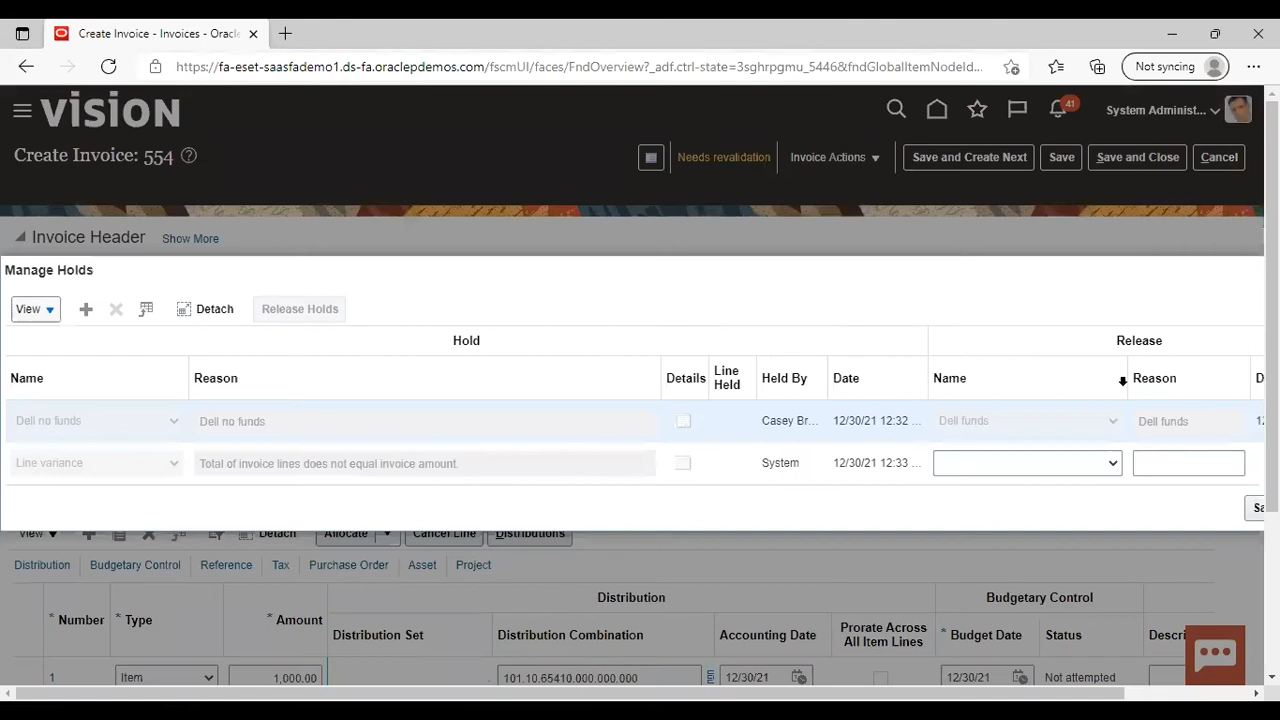 Create Invoice - Invoices - Oracle
https://fa-eset-saasfademo1.ds-fa.oraclepdemos.com/fscmUI/faces/FndOverview?_adf.ctrl-state=3sghrpgmu_5446&fndGlobalItemNodeId...
Not syncing
VISION
41
System Administ...
Create Invoice: 554
Needs revalidation
Invoice Actions
Save and Create Next
Save
Save and Close
Cancel
Invoice Header
Show More
Manage Holds
View
Detach
Release Holds
Hold
Release
Name
Reason
Details
Line Held
Held By
Date
Name
Reason
D
Dell no funds
Dell no funds
Casey Br...
12/30/21 12:32 ...
Dell funds
Dell funds
12
Line variance
Total of invoice lines does not equal invoice amount.
System
12/30/21 12:33 ...
Sa
View
Detach
Allocate
Cancel Line
Distributions
Distribution
Budgetary Control
Reference
Tax
Purchase Order
Asset
Project
Distribution
Budgetary Control
* Number
* Type
* Amount
Distribution Set
Distribution Combination
Accounting Date
Prorate Across All Item Lines
* Budget Date
Status
Descri
1
Item
1,000.00
101.10.65410.000.000.000
12/30/21
12/30/21
Not attempted